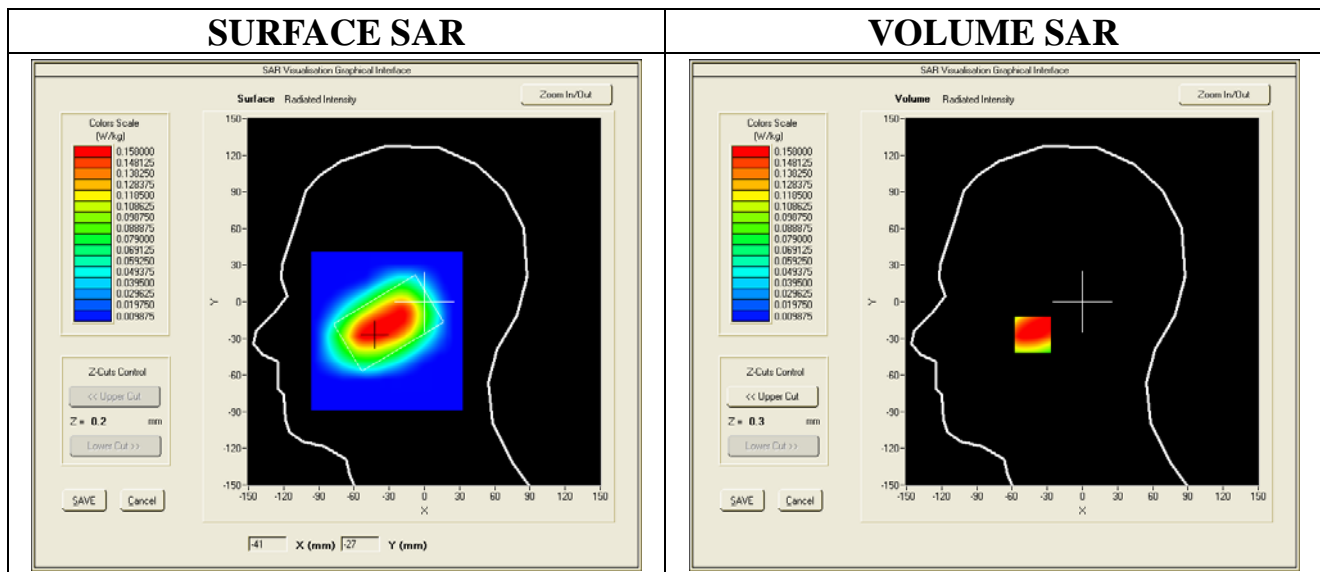 SURFACE SAR
SAR Visualisation Graphical Interface
Surface Radiated Intensity
Zoom In/Out
Colors Scale
(W/kg)
0.158000
0.148125
0.138250
0.128375
0.118500
0.108625
0.098750
0.088875
0.079000
0.069125
0.059250
0.049375
0.039500
0.029625
0.019750
0.009875
Z-Cuts Control
<< Upper Cut
Z = 0.2 mm
Lower Cut >>
SAVE Cancel
150
120
90
60
30
0
-30
-60
-90
-120
-150
Y
-150 -120 -90 -60 -30 0 30 60 90 120 150
X
-41 X (mm) -27 Y (mm)
VOLUME SAR
SAR Visualisation Graphical Interface
Volume Radiated Intensity
Zoom In/Out
Colors Scale
(W/kg)
0.158000
0.148125
0.138250
0.128375
0.118500
0.108625
0.098750
0.088875
0.079000
0.069125
0.059250
0.049375
0.039500
0.029625
0.019750
0.009875
Z-Cuts Control
<< Upper Cut
Z = 0.3 mm
Lower Cut >>
SAVE Cancel
150
120
90
60
30
0
-30
-60
-90
-120
-150
Y
-150 -120 -90 -60 -30 0 30 60 90 120 150
X